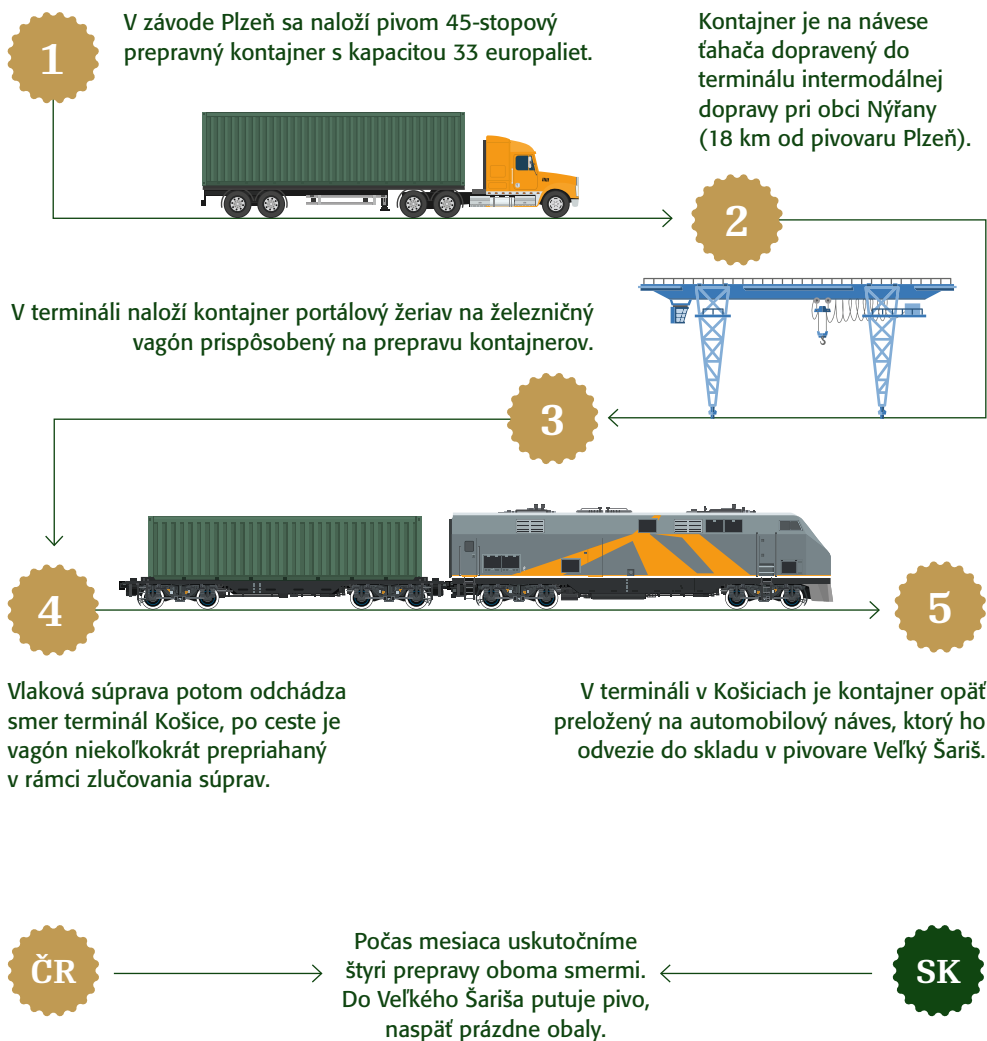 1
V závode Plzeň sa naloží pivom 45-stopový
prepravný kontajner s kapacitou 33 europaliet.
Kontajner je na návese
ťahača dopravený do
terminálu intermodálnej
dopravy pri obci Nýřany
(18 km od pivovaru Plzeň).
2
V termináli naloží kontajner portálový žeriav na železničný
vagón prispôsobený na prepravu kontajnerov.
3
4
5
Vlaková súprava potom odchádza
smer terminál Košice, po ceste je
vagón niekoľkokrát prepriahaný
v rámci zlučovania súprav.
V termináli v Košiciach je kontajner opäť
preložený na automobilový náves, ktorý ho
odvezie do skladu v pivovare Veľký Šariš.
ČR
Počas mesiaca uskutočníme
štyri prepravy oboma smermi.
Do Veľkého Šariša putuje pivo,
naspäť prázdne obaly.
SK